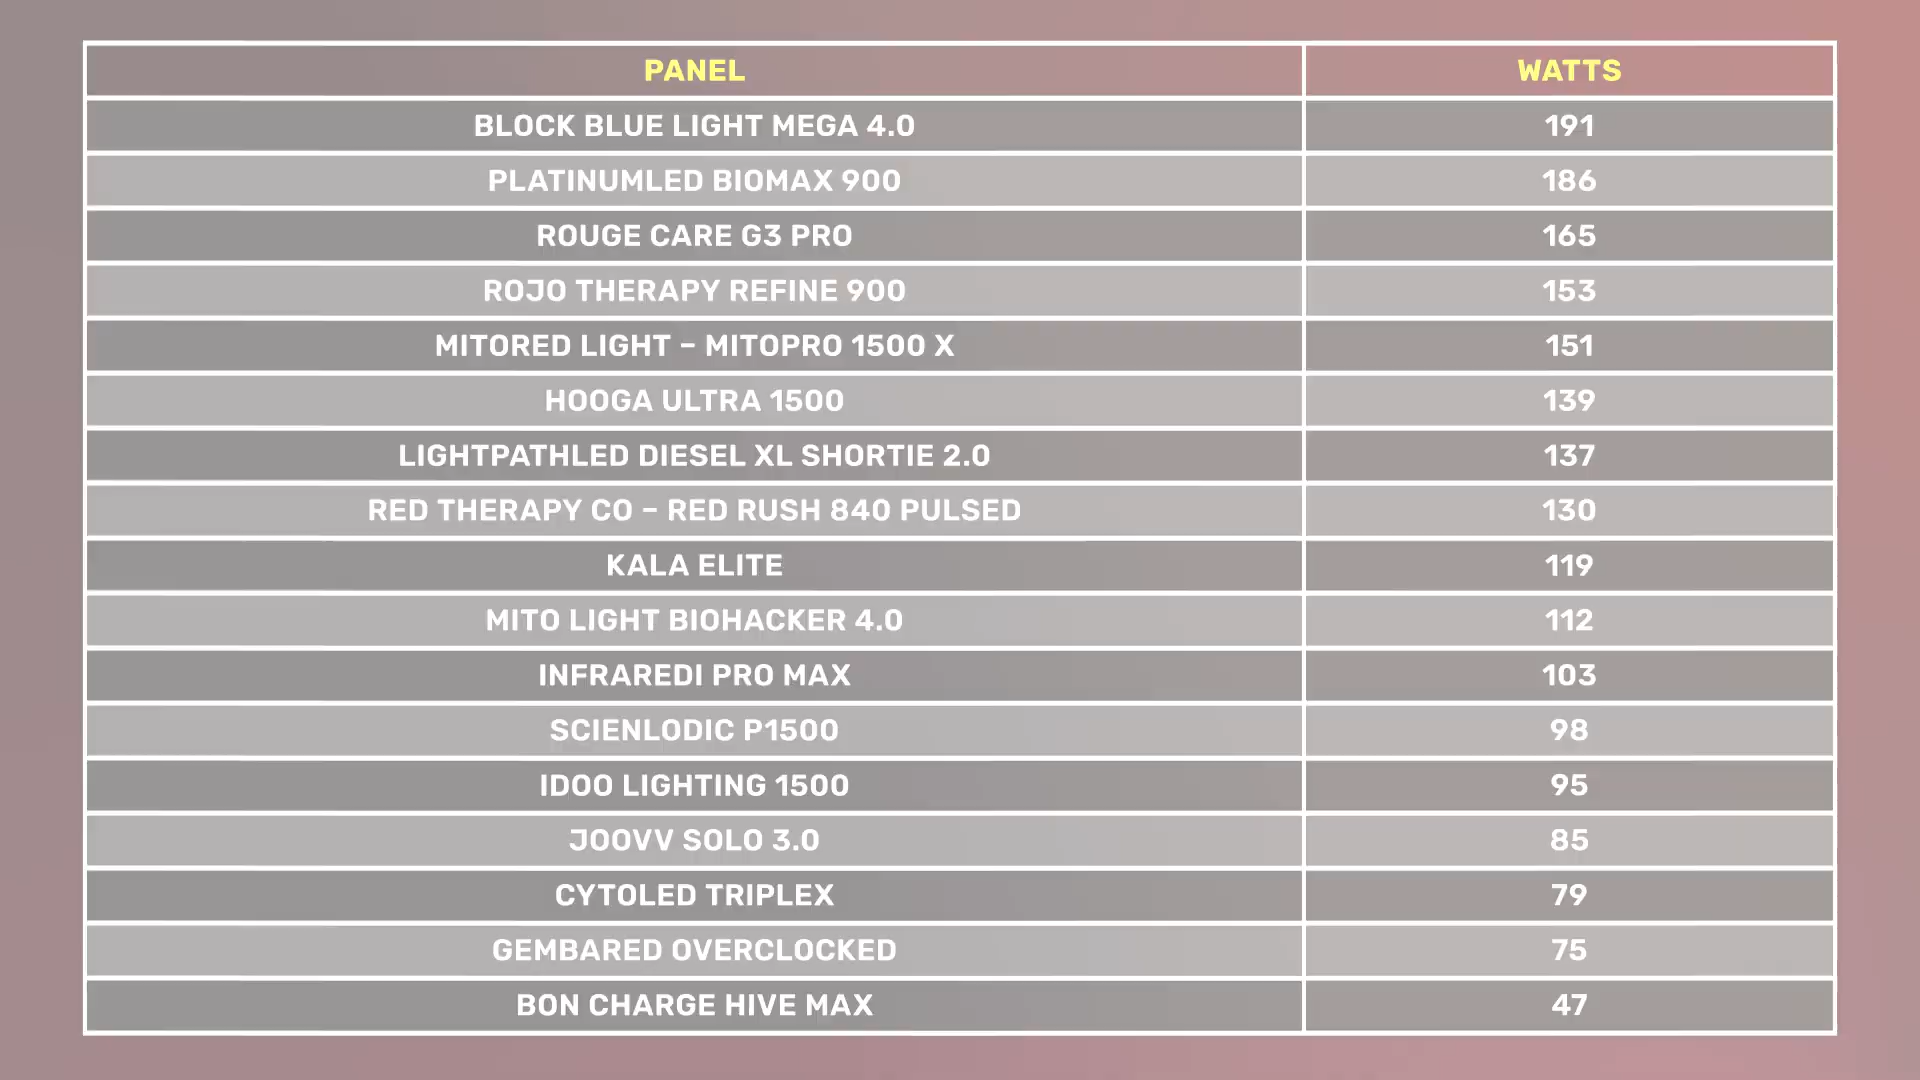 PANEL WATTS
BLOCK BLUE LIGHT MEGA 4.0 191
PLATINUMLED BIOMAX 900 186
ROUGE CARE G3 PRO 165
ROJO THERAPY REFINE 900 153
MITORED LIGHT – MITOPRO 1500 X 151
HOOGA ULTRA 1500 139
LIGHTPATHLED DIESEL XL SHORTIE 2.0 137
RED THERAPY CO – RED RUSH 840 PULSED 130
KALA ELITE 119
MITO LIGHT BIOHACKER 4.0 112
INFRAREDI PRO MAX 103
SCIENLODIC P1500 98
IDOO LIGHTING 1500 95
JOOVV SOLO 3.0 85
CYTOLED TRIPLEX 79
GEMBARED OVERCLOCKED 75
BON CHARGE HIVE MAX 47